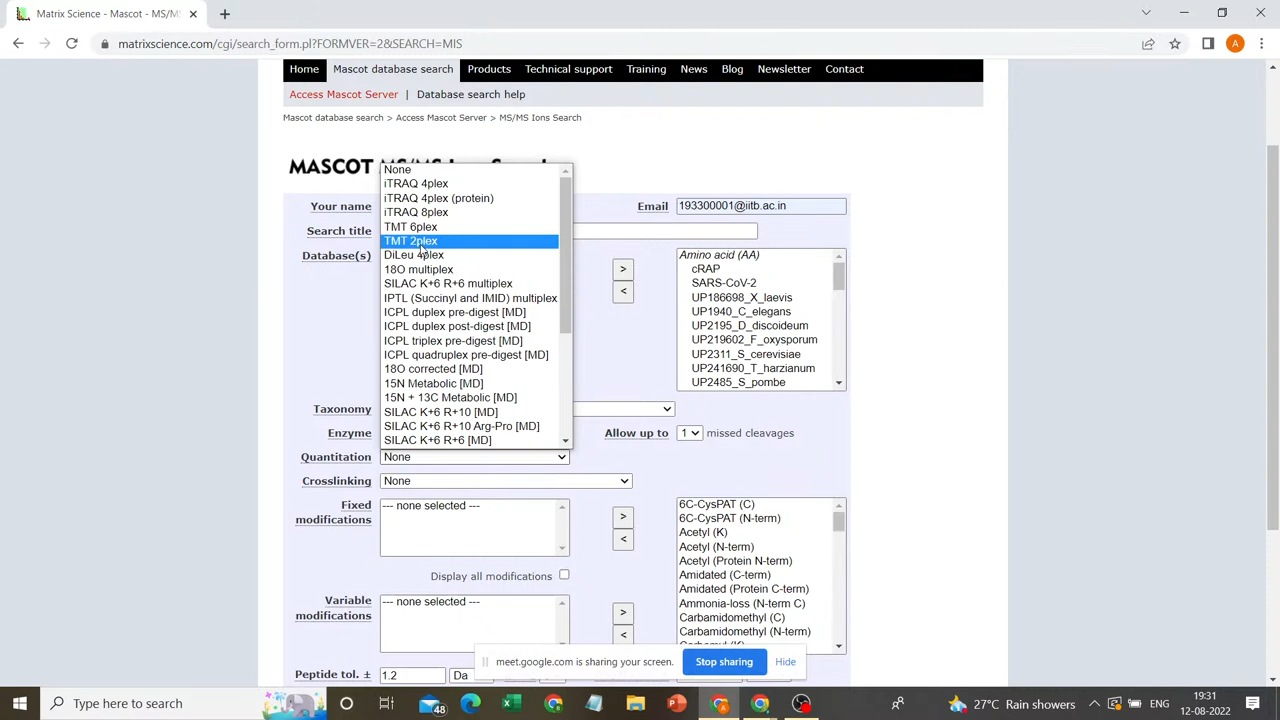 Matrix Science - Mascot - MS/MS
matrixscience.com/cgi/search_form.pl?FORMVER=2&SEARCH=MIS
A
Home Mascot database search Products Technical support Training News Blog Newsletter Contact
Access Mascot Server | Database search help
Mascot database search > Access Mascot Server > MS/MS Ions Search
MASCOT
None
iTRAQ 4plex
iTRAQ 4plex (protein)
iTRAQ 8plex
TMT 6plex
TMT 2plex
DiLeu 4plex
18O multiplex
SILAC K+6 R+6 multiplex
IPTL (Succinyl and IMID) multiplex
ICPL duplex pre-digest [MD]
ICPL duplex post-digest [MD]
ICPL triplex pre-digest [MD]
ICPL quadruplex pre-digest [MD]
18O corrected [MD]
15N Metabolic [MD]
15N + 13C Metabolic [MD]
SILAC K+6 R+10 [MD]
SILAC K+6 R+10 Arg-Pro [MD]
SILAC K+6 R+6 [MD]
Your name
Email 193300001@iitb.ac.in
Search title
Database(s)
>
<
Amino acid (AA)
cRAP
SARS-CoV-2
UP186698_X_laevis
UP1940_C_elegans
UP2195_D_discoideum
UP219602_F_oxysporum
UP2311_S_cerevisiae
UP241690_T_harzianum
UP2485_S_pombe
Taxonomy
Enzyme
Allow up to 1 missed cleavages
Quantitation None
Crosslinking None
Fixed
modifications
--- none selected ---
>
<
6C-CysPAT (C)
6C-CysPAT (N-term)
Acetyl (K)
Acetyl (N-term)
Acetyl (Protein N-term)
Amidated (C-term)
Amidated (Protein C-term)
Ammonia-loss (N-term C)
Carbamidomethyl (C)
Carbamidomethyl (N-term)
Carbamyl (K)
Display all modifications
Variable
modifications
--- none selected ---
>
<
meet.google.com is sharing your screen. Stop sharing Hide
Peptide tol. ± 1.2 Da
Type here to search
48
27°C Rain showers
ENG
19:31
12-08-2022